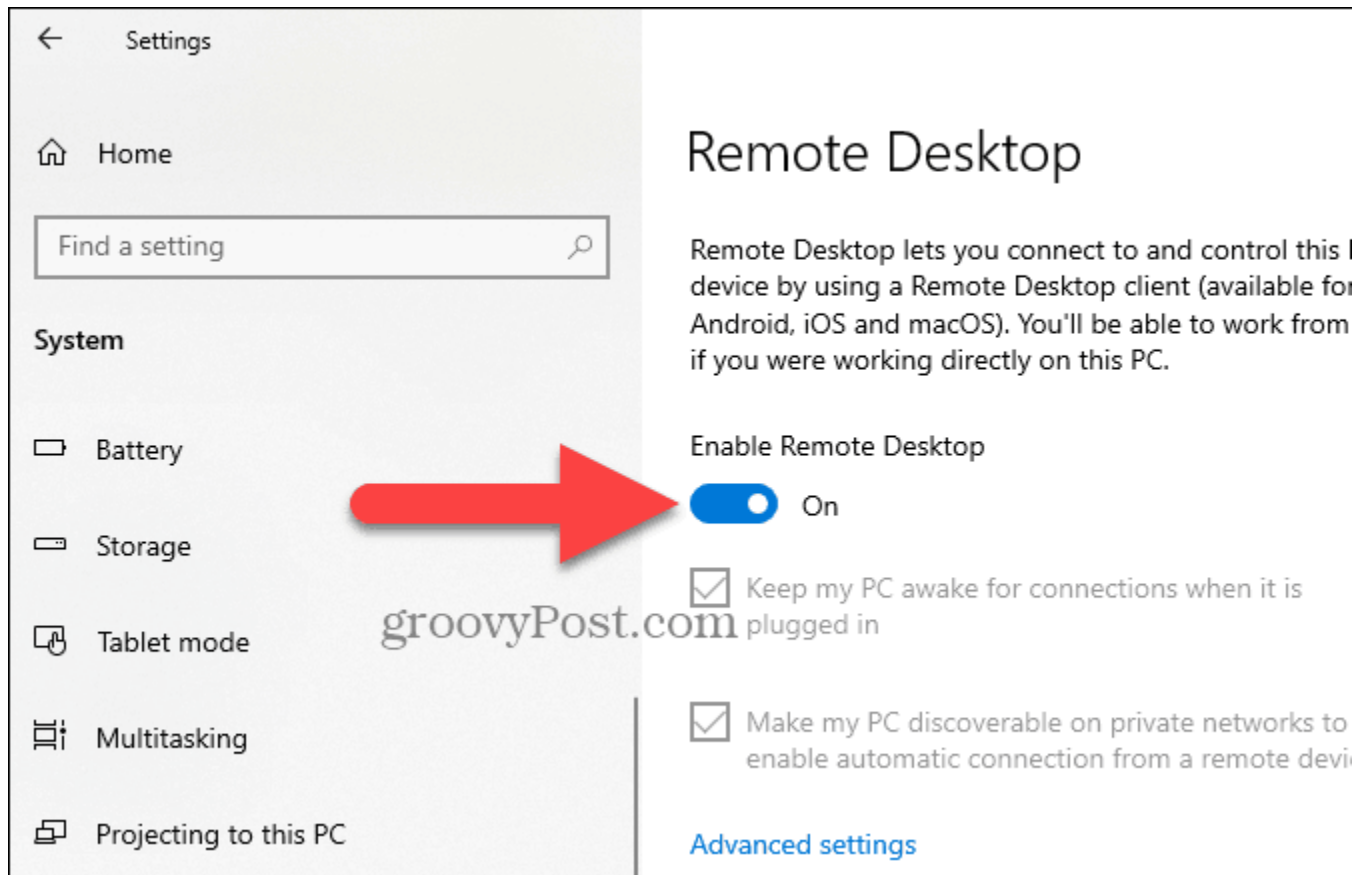 Settings
Home
Find a setting
System
Battery
Storage
Tablet mode
Multitasking
Projecting to this PC
Remote Desktop
Remote Desktop lets you connect to and control this
device by using a Remote Desktop client (available for
Android, iOS and macOS). You'll be able to work from
if you were working directly on this PC.
Enable Remote Desktop
On
Keep my PC awake for connections when it is
plugged in
Make my PC discoverable on private networks to
enable automatic connection from a remote
Advanced settings
groovyPost.com